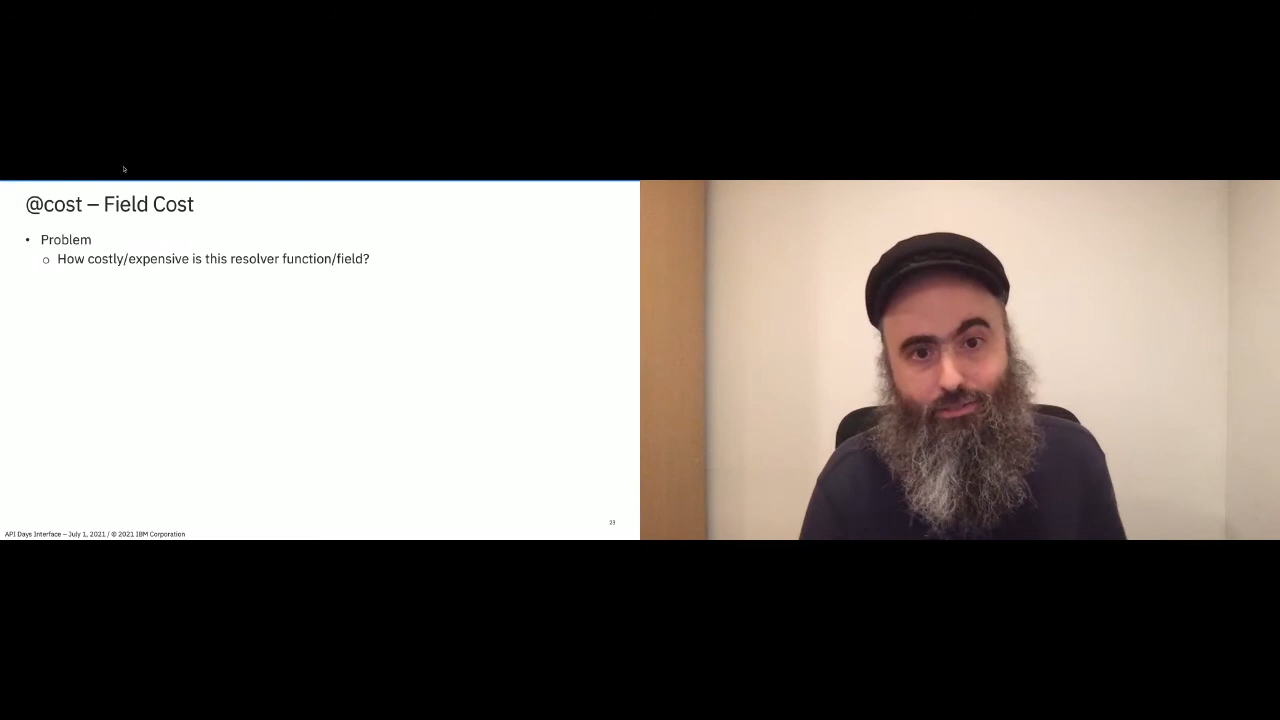 @cost – Field Cost
• Problem
o How costly/expensive is this resolver function/field?
23
API Days Interface – July 1, 2021 / © 2021 IBM Corporation